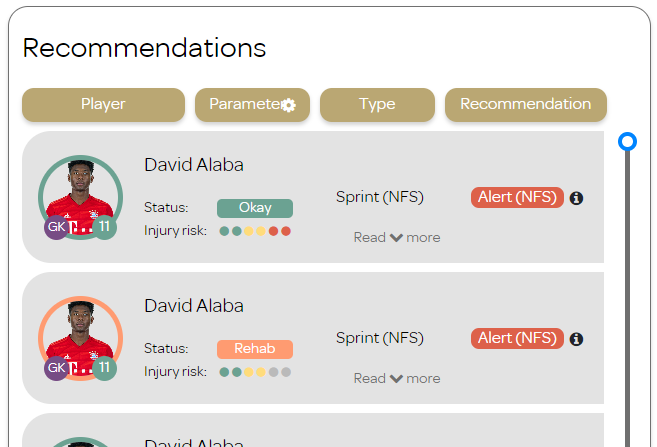 Recommendations
Player Paramete Type Recommendation
David Alaba
Status: Okay
Injury risk:
Sprint (NFS) Alert (NFS)
Read more
GK 11
T
David Alaba
Status: Rehab
Injury risk:
Sprint (NFS) Alert (NFS)
Read more
GK 11
T
David Alaba